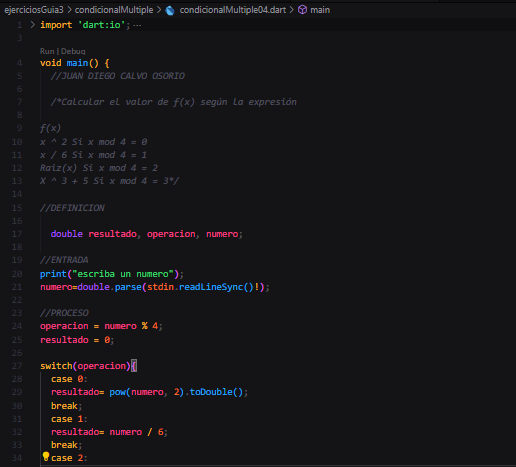 ejerciciosGuia3 > condicionalMultiple > condicionalMultiple04.dart > main
1 > import 'dart:io'; ···
3
Run | Debug
4 void main() {
5 //JUAN DIEGO CALVO OSORIO
6
7 /*Calcular el valor de f(x) según la expresión
8
9 f(x)
10 x ^ 2 Si x mod 4 = 0
11 x / 6 Si x mod 4 = 1
12 Raiz(x) Si x mod 4 = 2
13 X ^ 3 + 5 Si x mod 4 = 3*/
14
15 //DEFINICION
16
17 double resultado, operacion, numero;
18
19 //ENTRADA
20 print("escriba un numero");
21 numero=double.parse(stdin.readLineSync()!);
22
23 //PROCESO
24 operacion = numero % 4;
25 resultado = 0;
26
27 switch(operacion){
28 case 0:
29 resultado= pow(numero, 2).toDouble();
30 break;
31 case 1:
32 resultado= numero / 6;
33 break;
34 case 2: